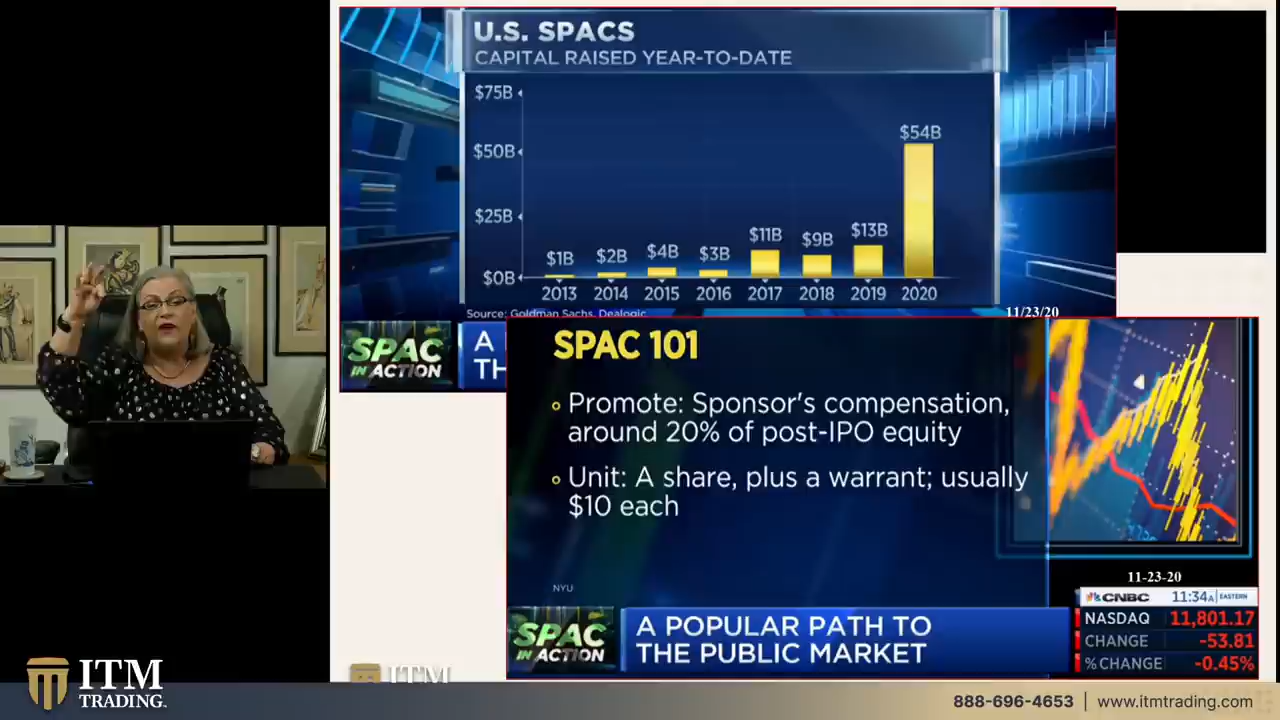 U.S. SPACS
CAPITAL RAISED YEAR-TO-DATE
$75B
$50B
$25B
$0B
$1B
$2B
$4B
$3B
$11B
$9B
$13B
$54B
2013 2014 2015 2016 2017 2018 2019 2020
Source: Goldman Sachs, Dealogic
11/23/20
SPAC
IN ACTION
A
TH
SPAC 101
Promote: Sponsor's compensation,
around 20% of post-IPO equity
Unit: A share, plus a warrant; usually
$10 each
NYU
11-23-20
SPAC
IN ACTION
A POPULAR PATH TO
THE PUBLIC MARKET
CNBC 11:34A EASTERN
NASDAQ 11,801.17
CHANGE -53.81
% CHANGE -0.45%
ITM
TRADING.
ITM
888-696-4653 | www.itmtrading.com